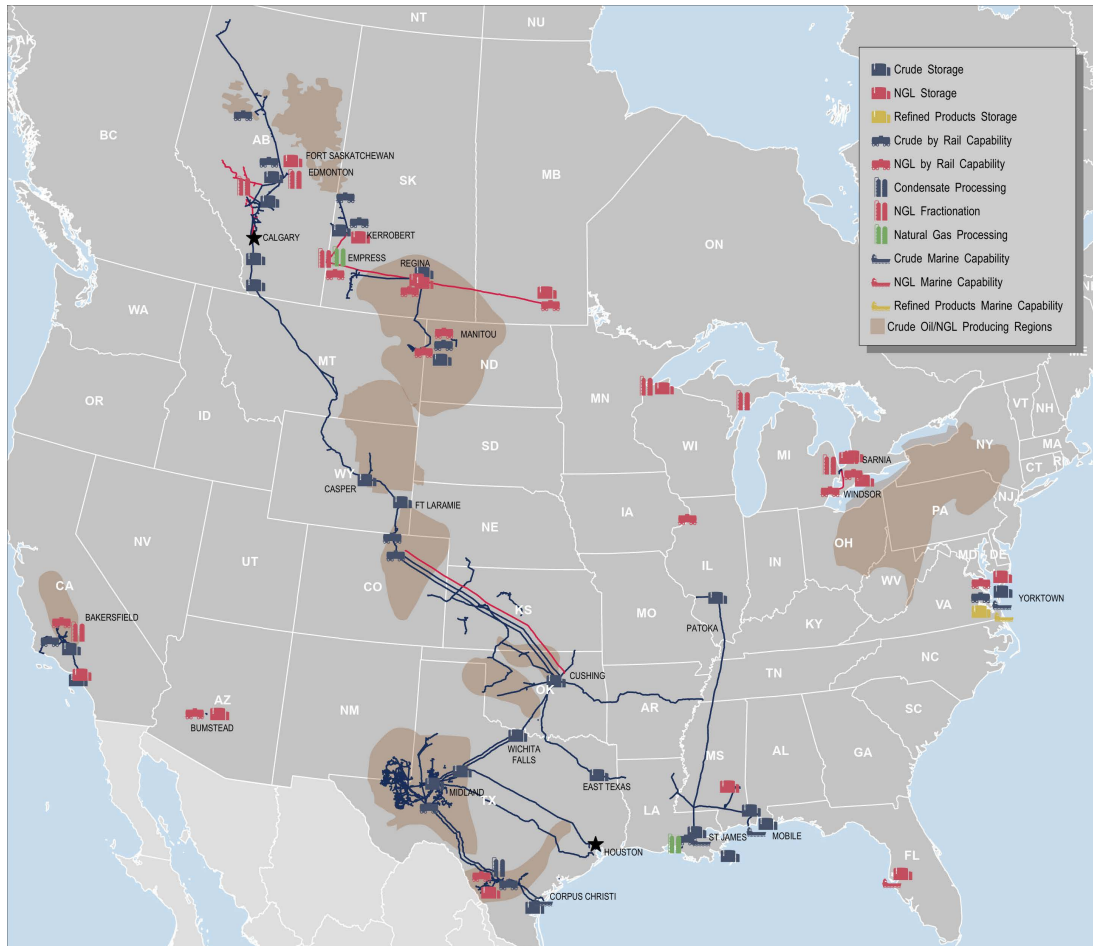 NT
NU
AK
Crude Storage
NGL Storage
Refined Products Storage
Crude by Rail Capability
NGL by Rail Capability
Condensate Processing
NGL Fractionation
Natural Gas Processing
Crude Marine Capability
NGL Marine Capability
Refined Products Marine Capability
Crude Oil/NGL Producing Regions
BC
AB
FORT SASKATCHEWAN
EDMONTON
SK
MB
ON
CALGARY
KERROBERT
EMPRESS
REGINA
WA
MT
MANITOU
ND
MN
ME
OR
ID
SD
WI
MI
SARNIA
WINDSOR
NY
VT
NH
MA
CT
RI
NJ
PA
WY
CASPER
FT LARAMIE
NE
IA
NV
UT
CO
KS
IL
IN
OH
WV
MD
DE
VA
YORKTOWN
CA
BAKERSFIELD
MO
PATOKA
KY
NC
AZ
BUMSTEAD
NM
OK
CUSHING
AR
TN
SC
WICHITA
FALLS
EAST TEXAS
MIDLAND
TX
MS
AL
GA
LA
ST JAMES
MOBILE
HOUSTON
CORPUS CHRISTI
FL